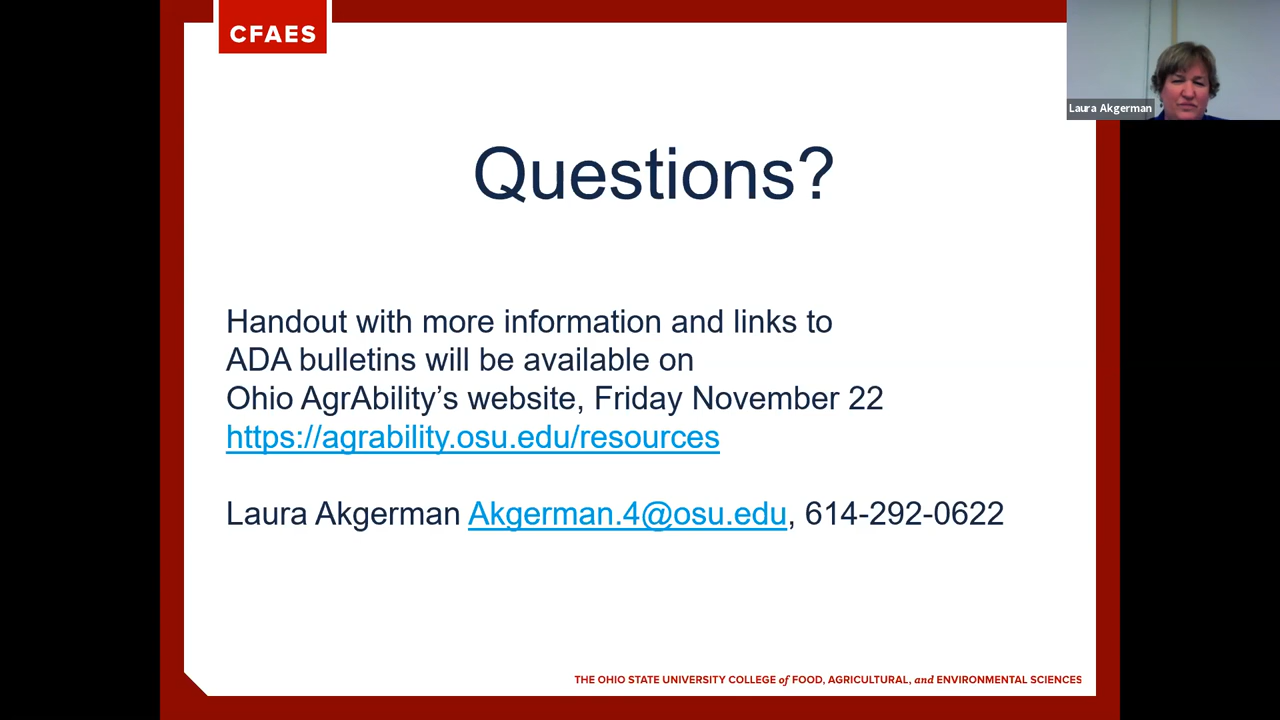 CFAES
Laura Akgerman
Questions?
Handout with more information and links to
ADA bulletins will be available on
Ohio AgrAbility’s website, Friday November 22
https://agrability.osu.edu/resources
Laura Akgerman Akgerman.4@osu.edu, 614-292-0622
THE OHIO STATE UNIVERSITY COLLEGE of FOOD, AGRICULTURAL, and ENVIRONMENTAL SCIENCES